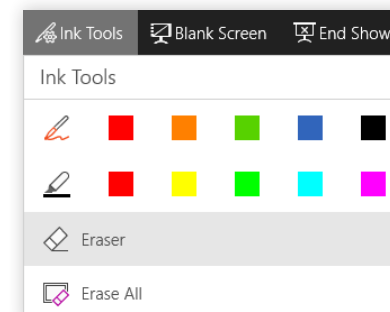 Ink Tools Blank Screen End Show
Ink Tools
Eraser
Erase All